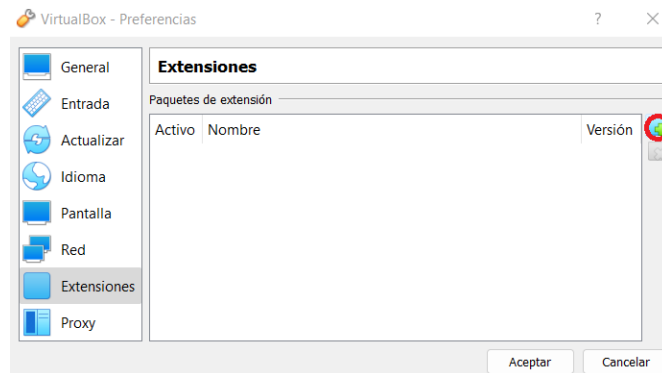 VirtualBox - Preferencias
General
Entrada
Actualizar
Idioma
Pantalla
Red
Extensiones
Proxy
Extensiones
Paquetes de extensión
Activo Nombre Versión
Aceptar Cancelar